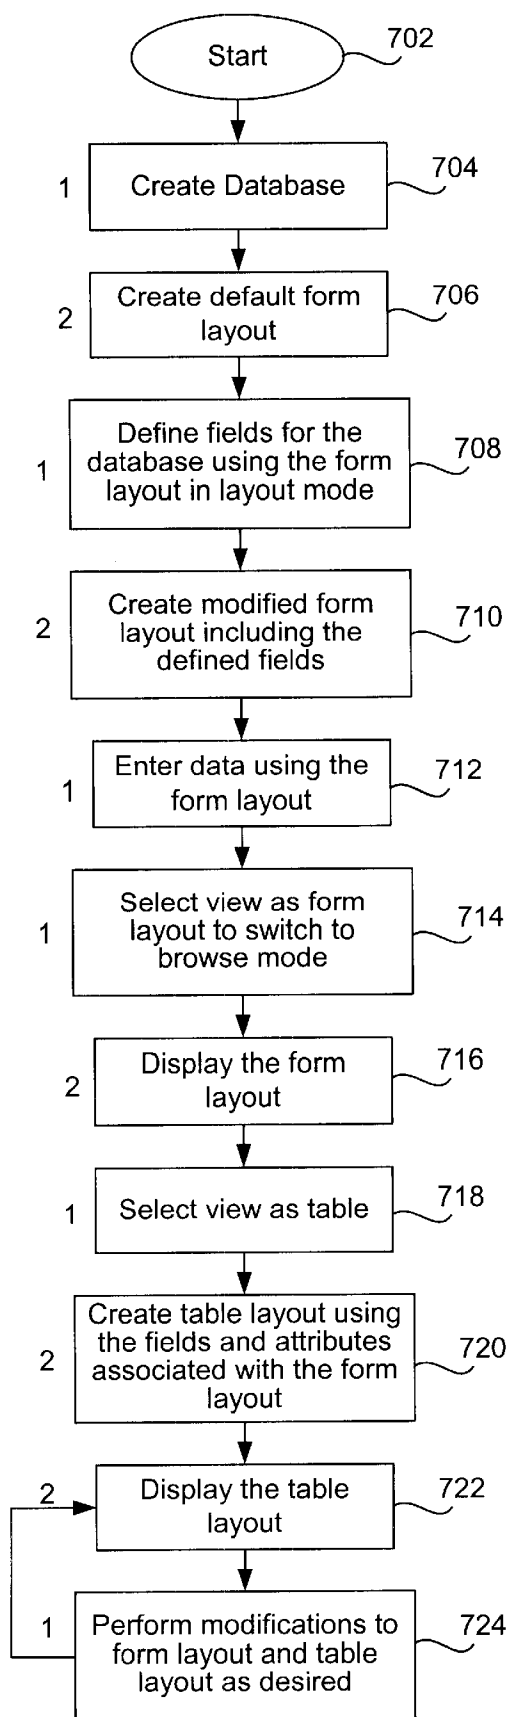 Start
702
1
Create Database
704
2
Create default form
layout
706
1
Define fields for the
database using the form
layout in layout mode
708
2
Create modified form
layout including the
defined fields
710
1
Enter data using the
form layout
712
1
Select view as form
layout to switch to
browse mode
714
2
Display the form
layout
716
1
Select view as table
718
2
Create table layout using
the fields and attributes
associated with the form
layout
720
2
Display the table
layout
722
1
Perform modifications to
form layout and table
layout as desired
724